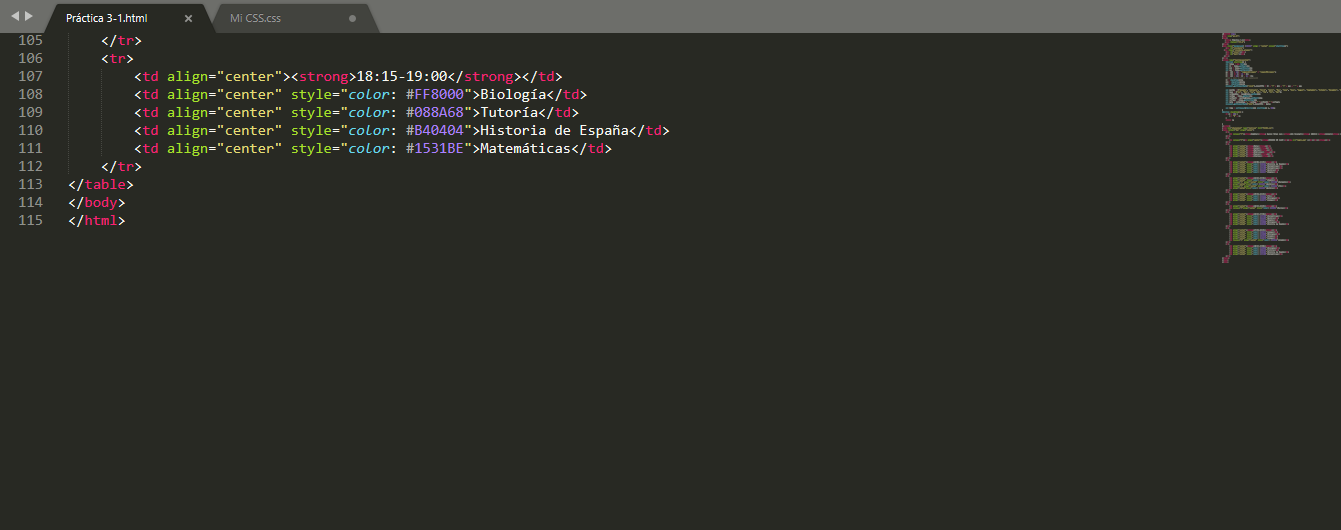 Práctica 3-1.html × Mi CSS.css
105 </tr>
106 <tr>
107 <td align="center"><strong>18:15-19:00</strong></td>
108 <td align="center" style="color: #FF8000">Biología</td>
109 <td align="center" style="color: #088A68">Tutoría</td>
110 <td align="center" style="color: #B40404">Historia de España</td>
111 <td align="center" style="color: #1531BE">Matemáticas</td>
112 </tr>
113 </table>
114 </body>
115 </html>